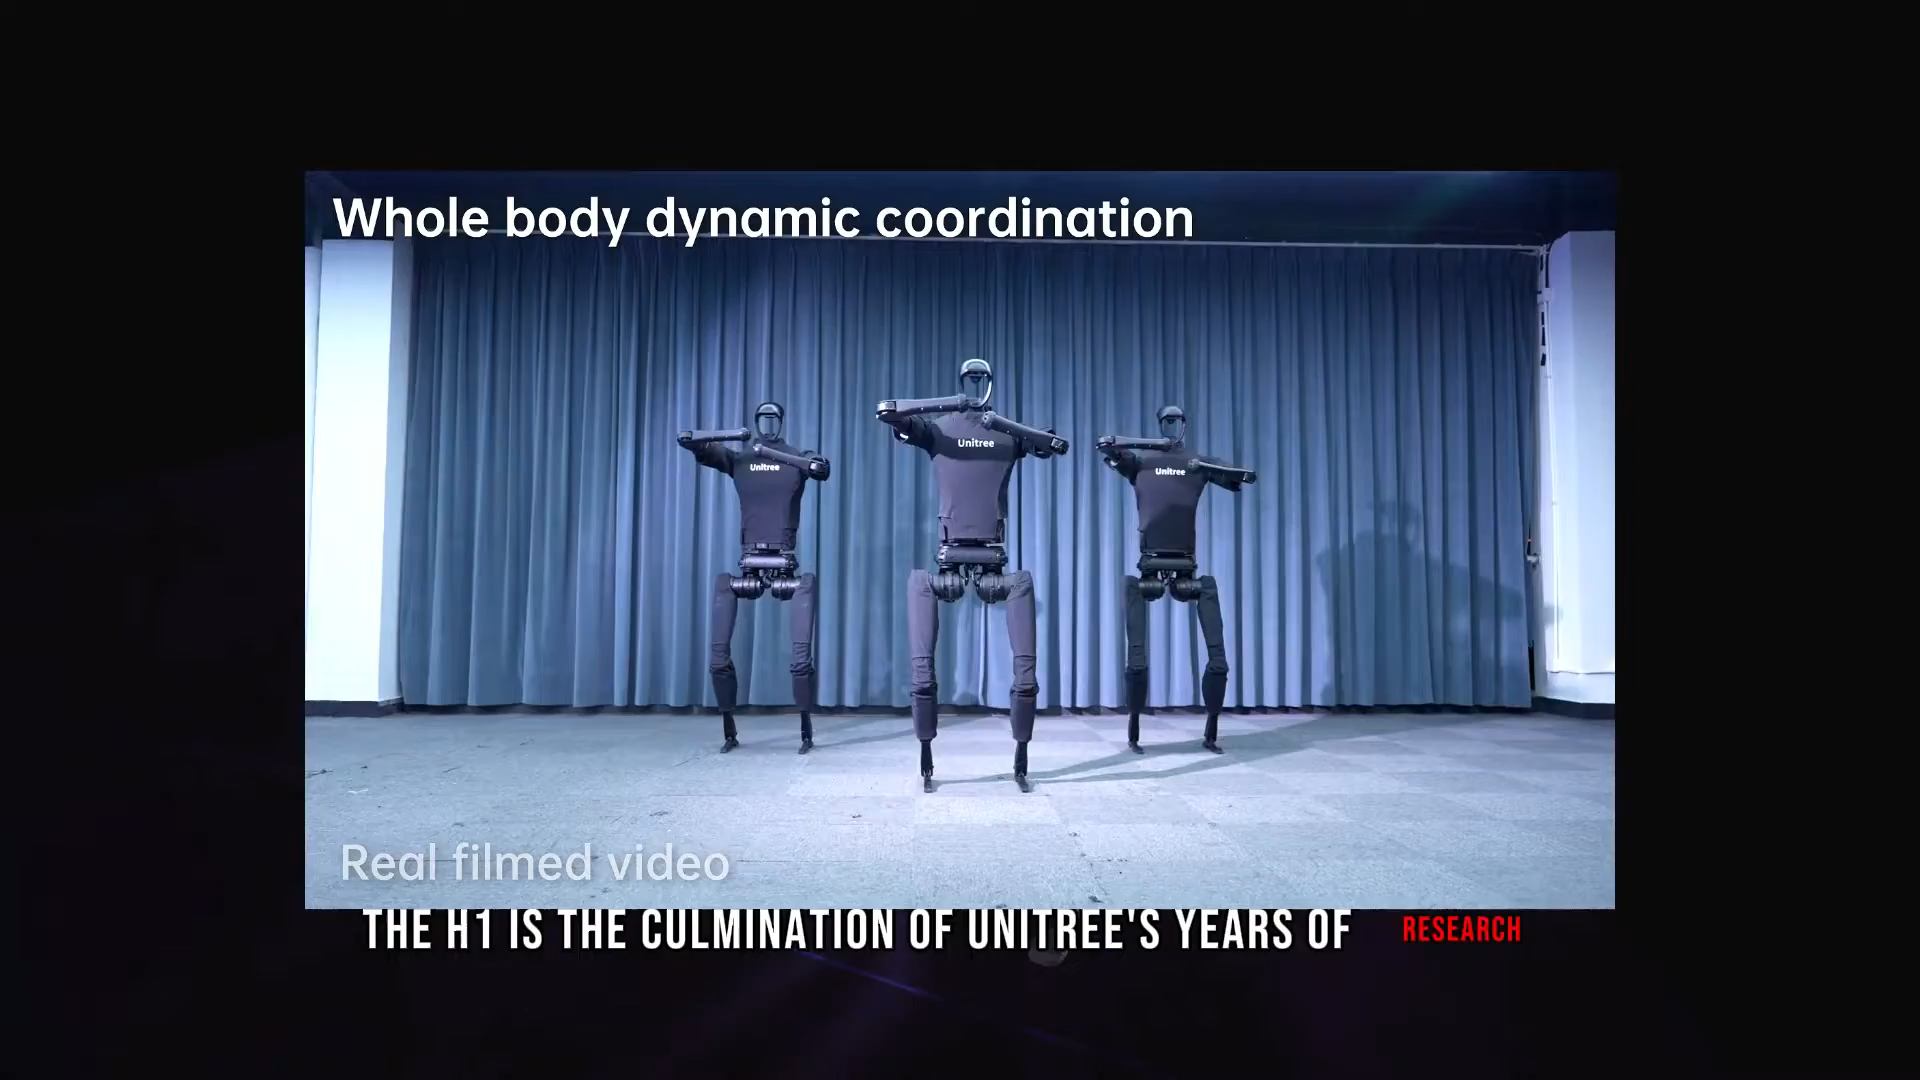 Whole body dynamic coordination
Unitree
Unitree
Unitree
Real filmed video
THE H1 IS THE CULMINATION OF UNITREE'S YEARS OF RESEARCH